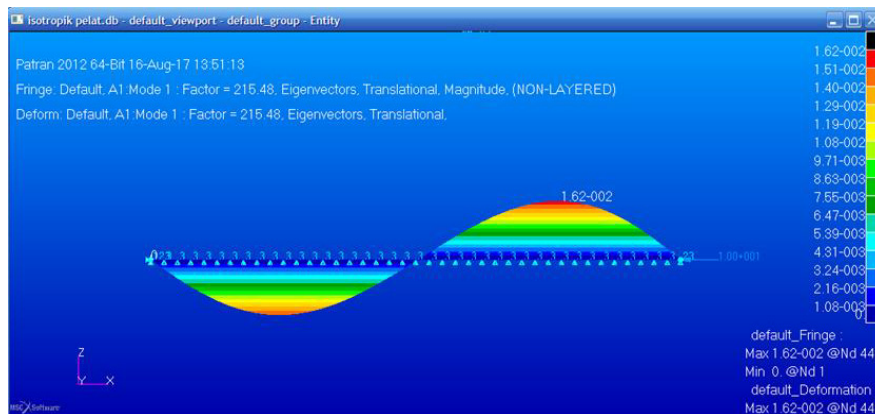 isotropik pelat.db - default_viewport - default_group - Entity
Patran 2012 64-Bit 16-Aug-17 13:51:13
Fringe: Default, A1:Mode 1 : Factor = 215.48, Eigenvectors, Translational, Magnitude, (NON-LAYERED)
Deform: Default, A1:Mode 1 : Factor = 215.48, Eigenvectors, Translational,
1.62-002
1.51-002
1.40-002
1.29-002
1.19-002
1.08-002
9.71-003
8.63-003
7.55-003
6.47-003
5.39-003
4.31-003
3.24-003
2.16-003
1.08-003
0.
1.62-002
1.00+001
Z
Y X
default_Fringe :
Max 1.62-002 @Nd 44
Min 0. @Nd 1
default_Deformation
Max 1.62-002 @Nd 44
MSC Software